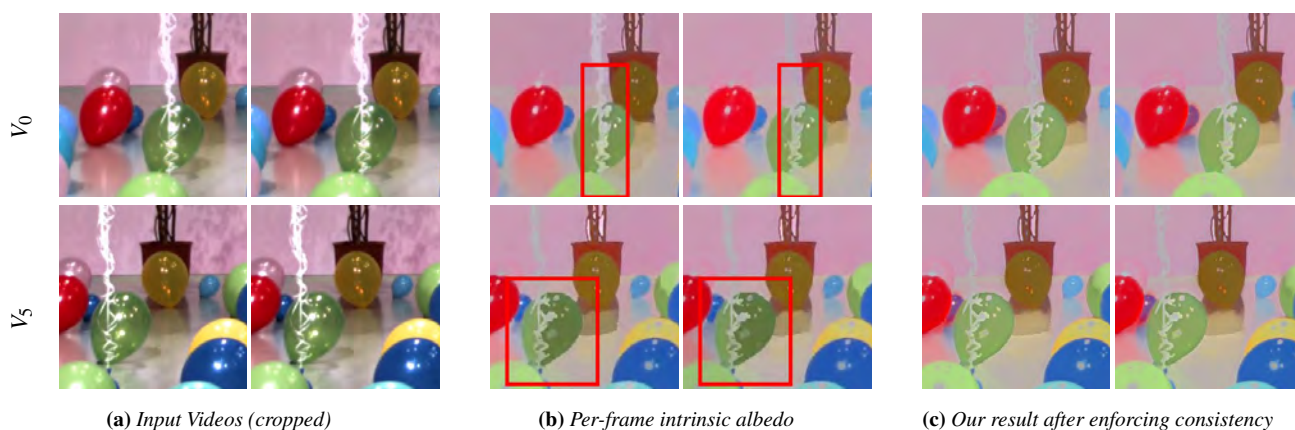 V0
V5
(a) Input Videos (cropped)
(b) Per-frame intrinsic albedo
(c) Our result after enforcing consistency